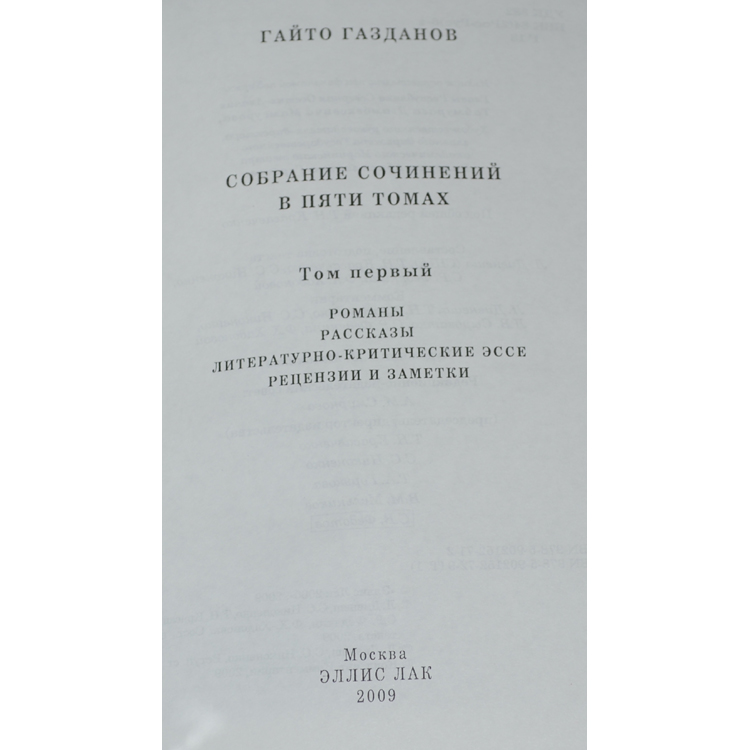 ГАЙТО ГАЗДАНОВ
СОБРАНИЕ СОЧИНЕНИЙ
В ПЯТИ ТОМАХ
Том первый
РОМАНЫ
РАССКАЗЫ
ЛИТЕРАТУРНО-КРИТИЧЕСКИЕ ЭССЕ
РЕЦЕНЗИИ И ЗАМЕТКИ
Москва
ЭЛЛИС ЛАК
2009